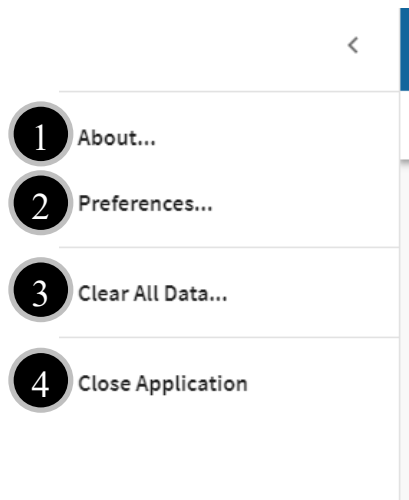 1 About...
2 Preferences...
3 Clear All Data...
4 Close Application